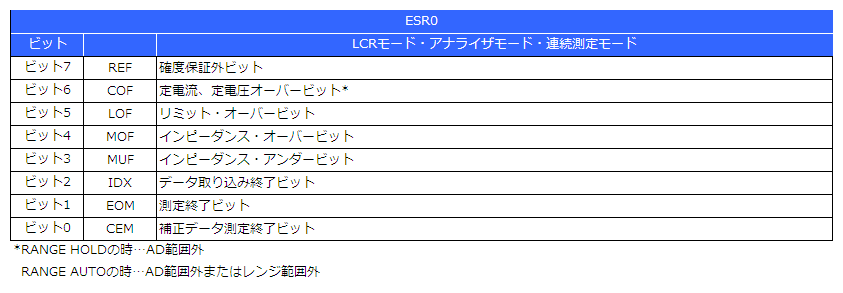 ESR0
ビット LCRモード・アナライザモード・連続測定モード
ビット7 REF 確度保証外ビット
ビット6 COF 定電流、定電圧オーバービット*
ビット5 LOF リミット・オーバービット
ビット4 MOF インピーダンス・オーバービット
ビット3 MUF インピーダンス・アンダービット
ビット2 IDX データ取り込み終了ビット
ビット1 EOM 測定終了ビット
ビット0 CEM 補正データ測定終了ビット
*RANGE HOLDの時…AD範囲外
RANGE AUTOの時…AD範囲外またはレンジ範囲外